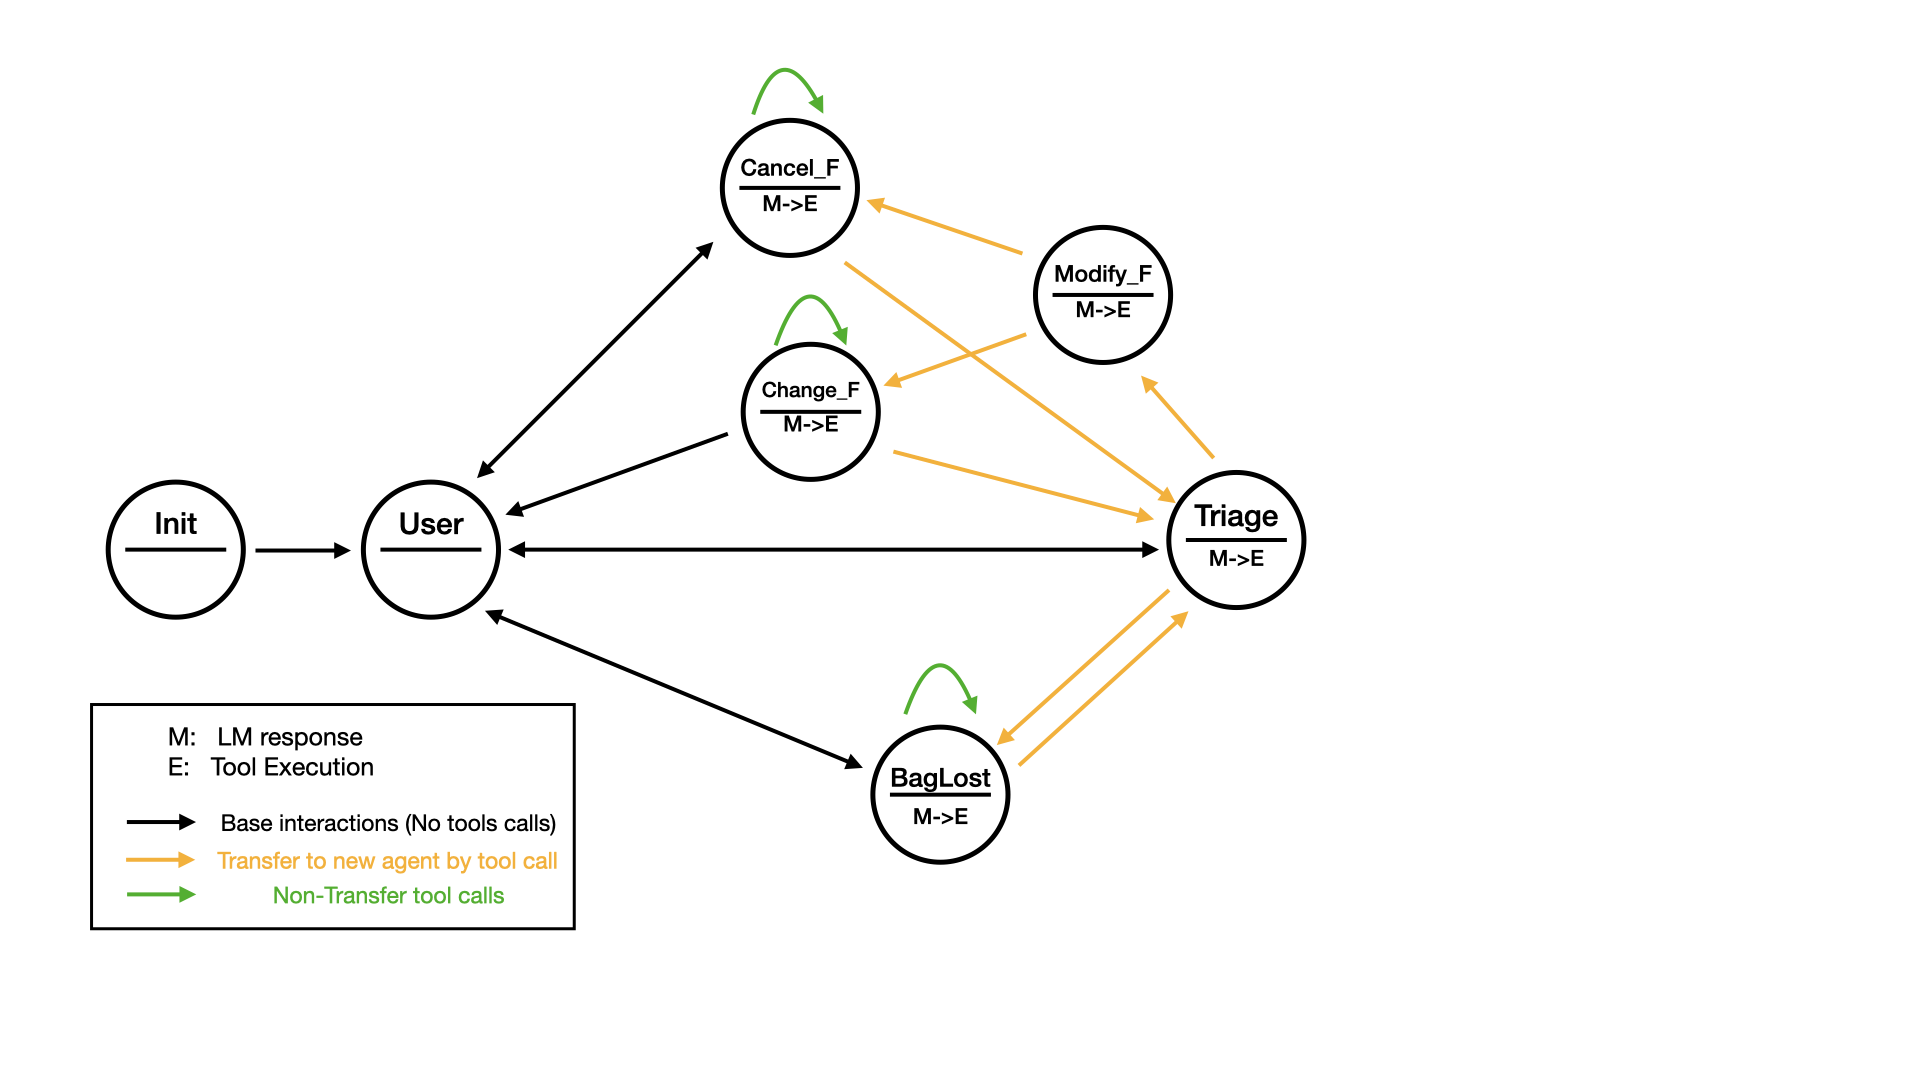 Cancel_F
M->E
Modify_F
M->E
Change_F
M->E
Init
User
Triage
M->E
BagLost
M->E
M: LM response
E: Tool Execution
Base interactions (No tools calls)
Transfer to new agent by tool call
Non-Transfer tool calls